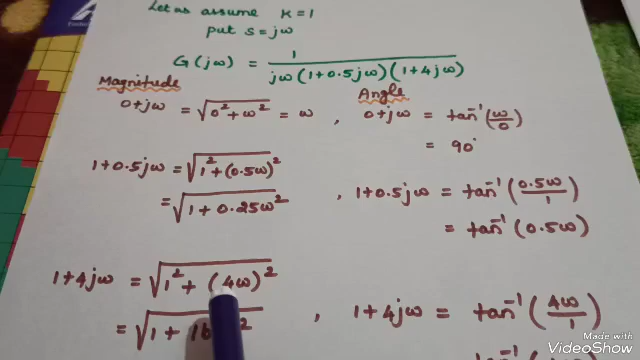 Let us assume K = 1
put s = jω
G(jω) = 1 / jω (1 + 0.5jω) (1 + 4jω)
Magnitude Angle
0+jω = √0² + ω² = ω , 0+jω = tan⁻¹(ω/0)
= 90°
1 + 0.5jω = √1² + (0.5ω)² , 1 + 0.5jω = tan⁻¹(0.5ω/1)
= √1 + 0.25ω² = tan⁻¹(0.5ω)
1 + 4jω = √1² + (4ω)² , 1 + 4jω = tan⁻¹(4ω/1)
= √1 + 16
Made with
YouCut